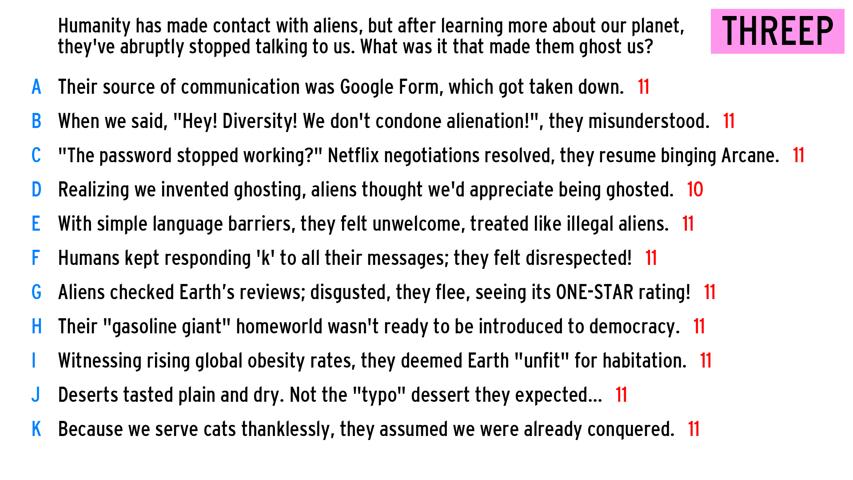 Humanity has made contact with aliens, but after learning more about our planet,
they've abruptly stopped talking to us. What was it that made them ghost us?
THREEP
A Their source of communication was Google Form, which got taken down. 11
B When we said, "Hey! Diversity! We don't condone alienation!", they misunderstood. 11
C "The password stopped working?" Netflix negotiations resolved, they resume binging Arcane. 11
D Realizing we invented ghosting, aliens thought we'd appreciate being ghosted. 10
E With simple language barriers, they felt unwelcome, treated like illegal aliens. 11
F Humans kept responding 'k' to all their messages; they felt disrespected! 11
G Aliens checked Earth's reviews; disgusted, they flee, seeing its ONE-STAR rating! 11
H Their "gasoline giant" homeworld wasn't ready to be introduced to democracy. 11
I Witnessing rising global obesity rates, they deemed Earth "unfit" for habitation. 11
J Deserts tasted plain and dry. Not the "typo" dessert they expected... 11
K Because we serve cats thanklessly, they assumed we were already conquered. 11